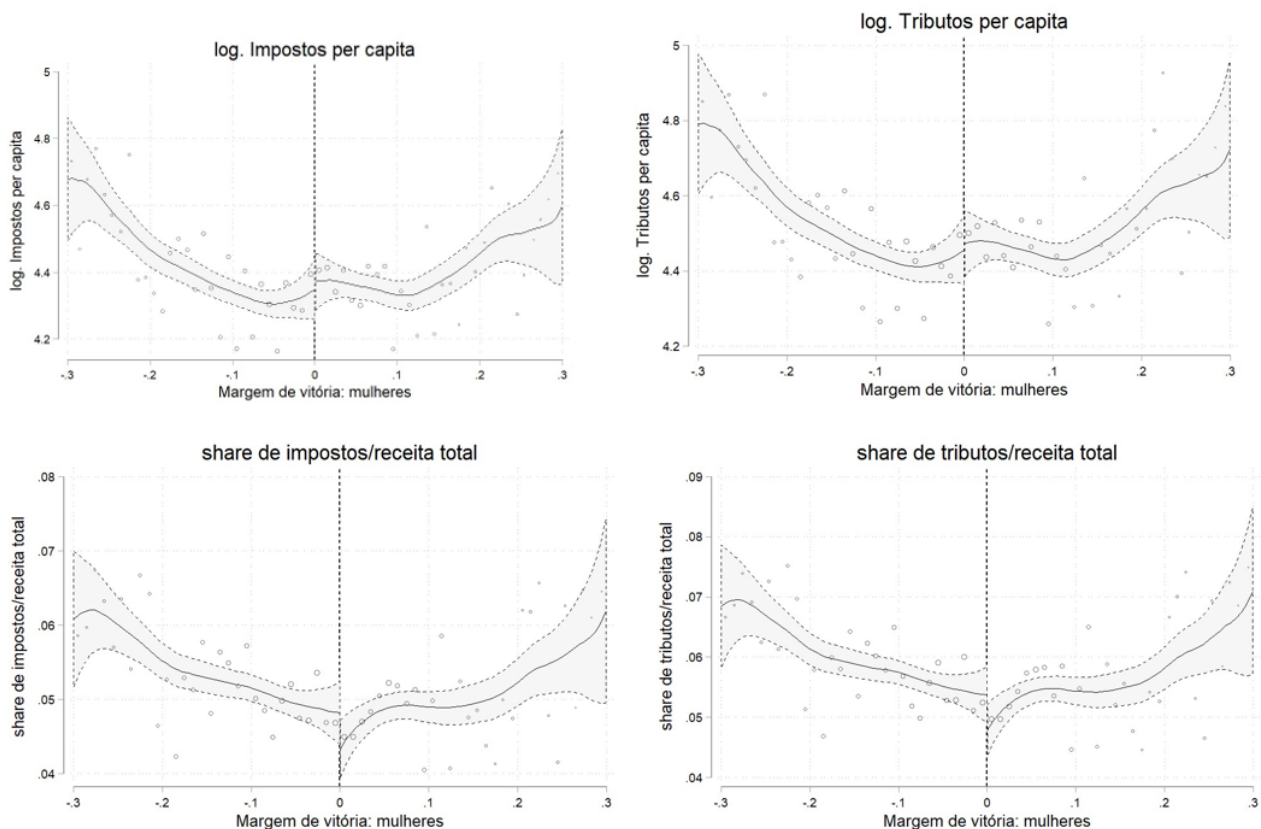 log. Impostos per capita
log. Impostos per capita
5
4.8
4.6
4.4
4.2
-.3 -.2 -.1 0 .1 .2 .3
Margem de vitória: mulheres
log. Tributos per capita
log. Tributos per capita
5
4.8
4.6
4.4
4.2
-.3 -.2 -.1 0 .1 .2 .3
Margem de vitória: mulheres
share de impostos/receita total
share de impostos/receita total
.08
.07
.06
.05
.04
-.3 -.2 -.1 0 .1 .2 .3
Margem de vitória: mulheres
share de tributos/receita total
share de tributos/receita total
.09
.08
.07
.06
.05
.04
-.3 -.2 -.1 0 .1 .2 .3
Margem de vitória: mulheres